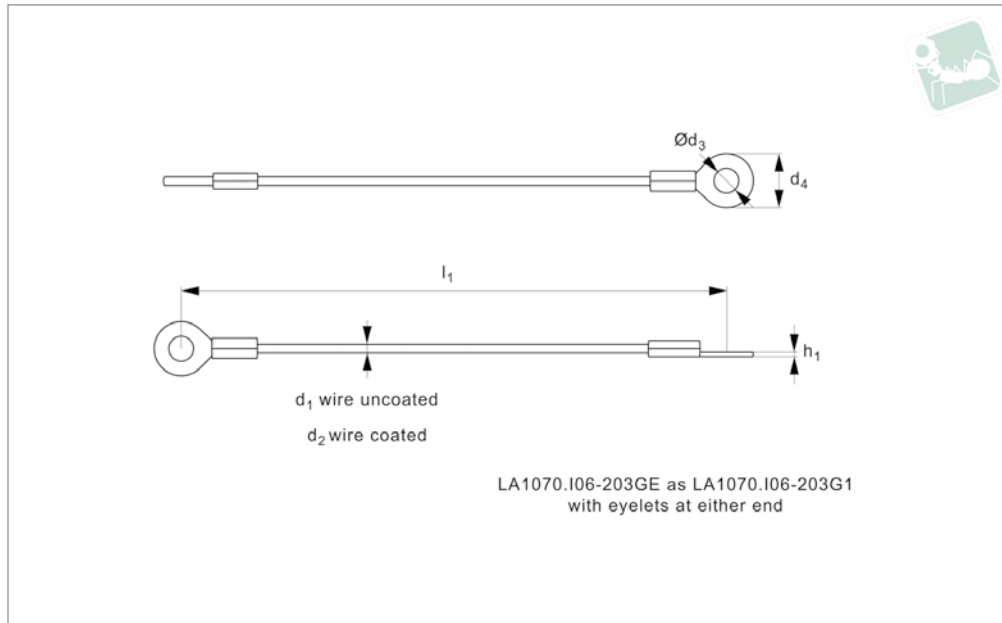 Ød₃
d₄
l₁
h₁
d₁ wire uncoated
d₂ wire coated
LA1070.I06-203GE as LA1070.I06-203G1
with eyelets at either end